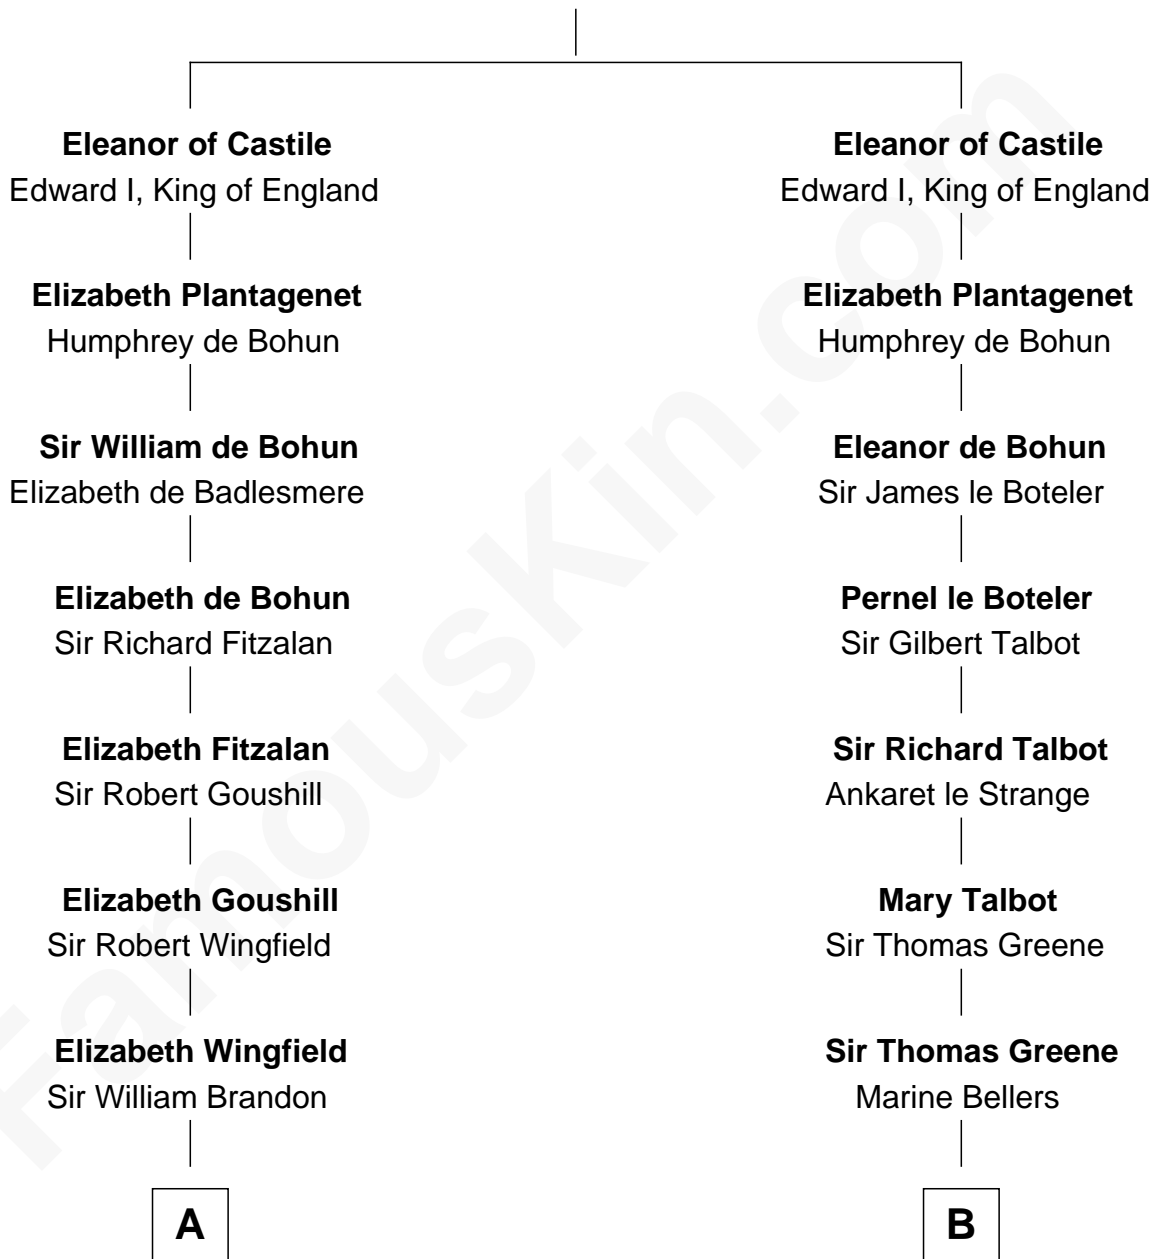 Eleanor of Castile
Edward I, King of England
Elizabeth Plantagenet
Humphrey de Bohun
Sir William de Bohun
Elizabeth de Badlesmere
Elizabeth de Bohun
Sir Richard Fitzalan
Elizabeth Fitzalan
Sir Robert Goushill
Elizabeth Goushill
Sir Robert Wingfield
Elizabeth Wingfield
Sir William Brandon
A
Eleanor of Castile
Edward I, King of England
Elizabeth Plantagenet
Humphrey de Bohun
Eleanor de Bohun
Sir James le Boteler
Pernel le Boteler
Sir Gilbert Talbot
Sir Richard Talbot
Ankaret le Strange
Mary Talbot
Sir Thomas Greene
Sir Thomas Greene
Marine Bellers
B
FamousKin.com